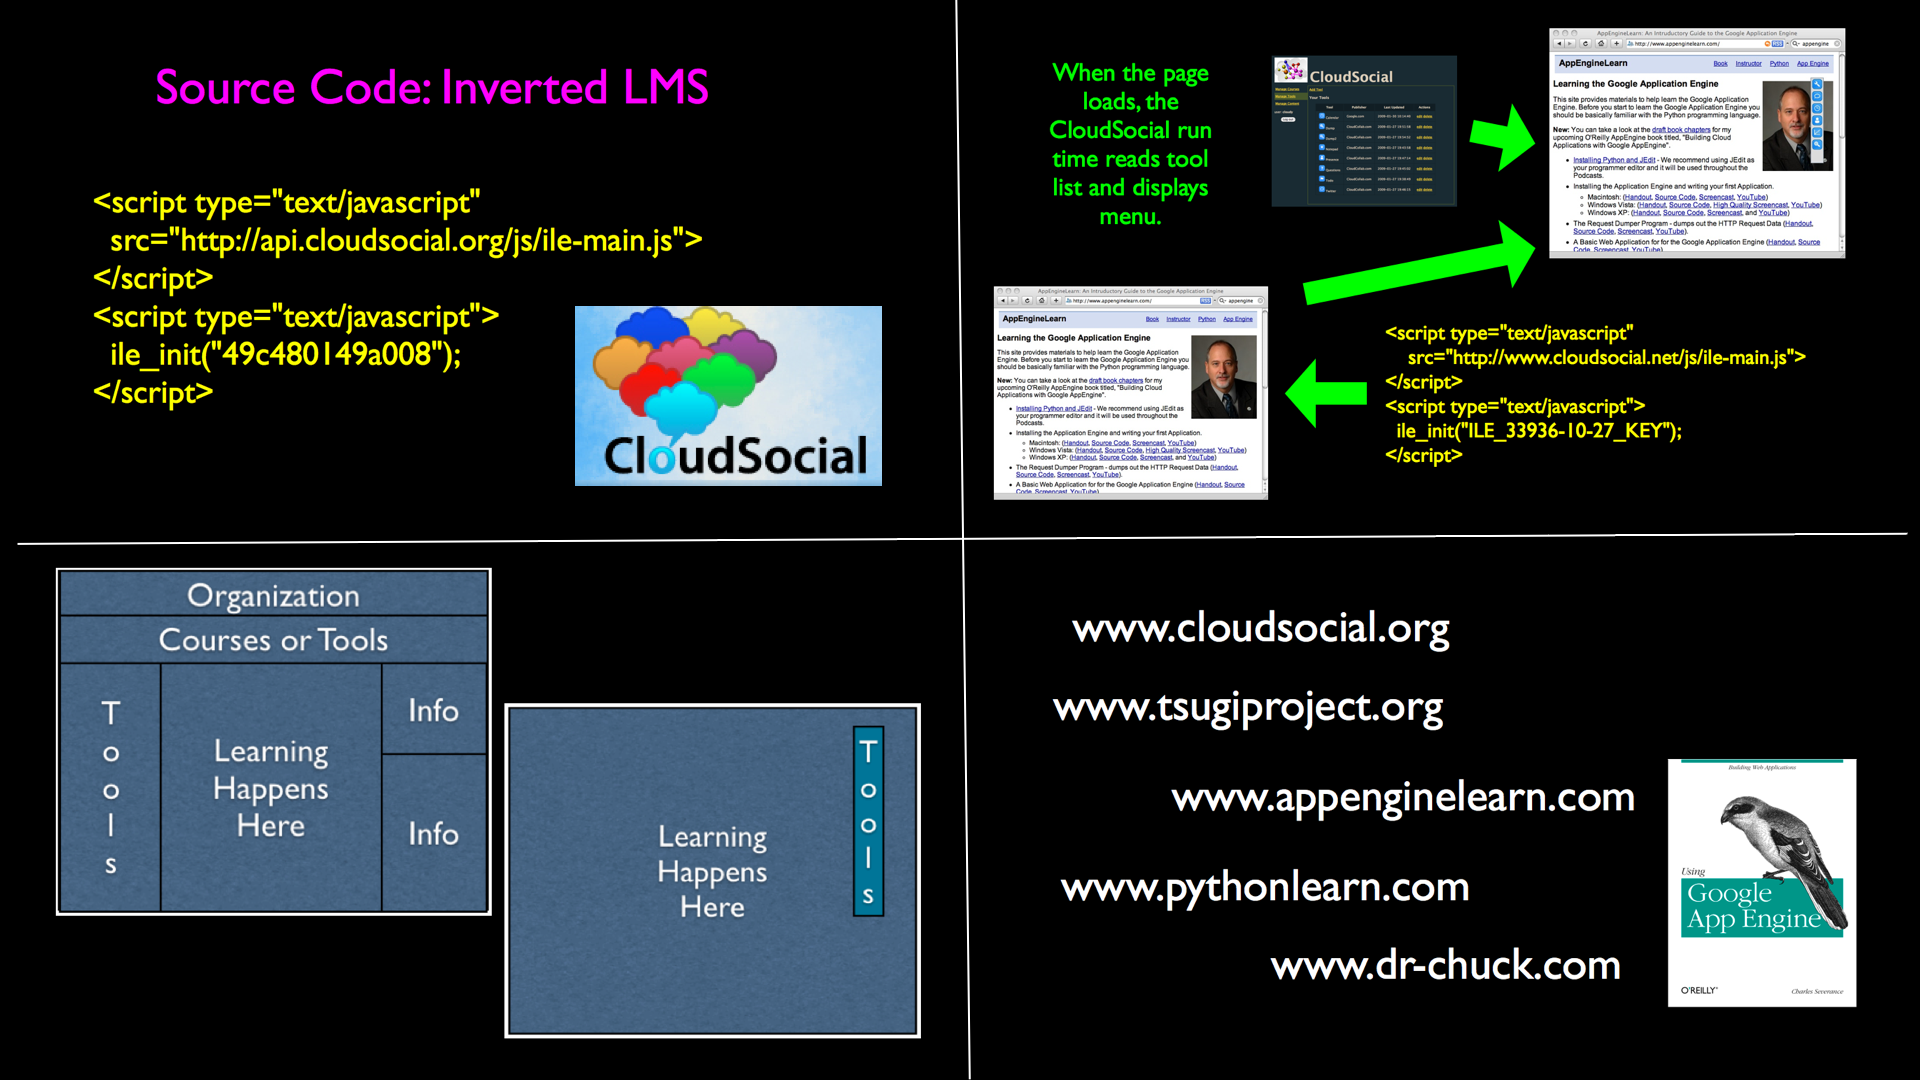 Source Code: Inverted LMS
<script type="text/javascript"
src="http://api.cloudsocial.org/js/ile-main.js">
</script>
<script type="text/javascript">
ile_init("49c480149a008");
</script>
CloudSocial
When the page
loads, the
CloudSocial run
time reads tool
list and displays
menu.
CloudSocial
AppEngineLearn: An Intructory Guide to the Google Application Engine
http://www.appenginelearn.com/
appengine
AppEngineLearn
Book Instructor Python App Engine
Learning the Google Application Engine
This site provides materials to help learn the Google Application
Engine. Before you start to learn the Google Application Engine you
should be basically familiar with the Python programming language.
New: You can take a look at the draft book chapters for my
upcoming O'Reilly AppEngine book titled, "Building Cloud
Applications with Google AppEngine".
Installing Python and JEdit - We recommend using JEdit as
your programmer editor and it will be used throughout the
Podcasts.
Installing the Application Engine and writing your first Application.
Macintosh: (Handout, Source Code, Screencast, YouTube)
Windows Vista: (Handout, Source Code, High Quality Screencast, YouTube)
Windows XP: (Handout, Source Code, Screencast, and YouTube)
The Request Dumper Program - dumps out the HTTP Request Data (Handout,
Source Code, Screencast, YouTube).
A Basic Web Application for for the Google Application Engine (Handout, Source
Code, Screencast, YouTube)
AppEngineLearn: An Intructory Guide to the Google Application Engine
http://www.appenginelearn.com/
appengine
AppEngineLearn
Book Instructor Python App Engine
Learning the Google Application Engine
This site provides materials to help learn the Google Application
Engine. Before you start to learn the Google Application Engine you
should be basically familiar with the Python programming language.
New: You can take a look at the draft book chapters for my
upcoming O'Reilly AppEngine book titled, "Building Cloud
Applications with Google AppEngine".
Installing Python and JEdit - We recommend using JEdit as
your programmer editor and it will be used throughout the
Podcasts.
Installing the Application Engine and writing your first Application.
Macintosh: (Handout, Source Code, Screencast, YouTube)
Windows Vista: (Handout, Source Code, High Quality Screencast, YouTube)
Windows XP: (Handout, Source Code, Screencast, and YouTube)
The Request Dumper Program - dumps out the HTTP Request Data (Handout,
Source Code, Screencast, YouTube).
A Basic Web Application for for the Google Application Engine (Handout, Source
Code, Screencast, YouTube)
<script type="text/javascript"
src="http://www.cloudsocial.net/js/ile-main.js">
</script>
<script type="text/javascript">
ile_init("ILE_33936-10-27_KEY");
</script>
Organization
Courses or Tools
Tools
Learning
Happens
Here
Info
Info
Learning
Happens
Here
Tools
www.cloudsocial.org
www.tsugiproject.org
www.appenginelearn.com
www.pythonlearn.com
www.dr-chuck.com
Building Web Applications
Using
Google
App Engine
O'REILLY
Charles Severance